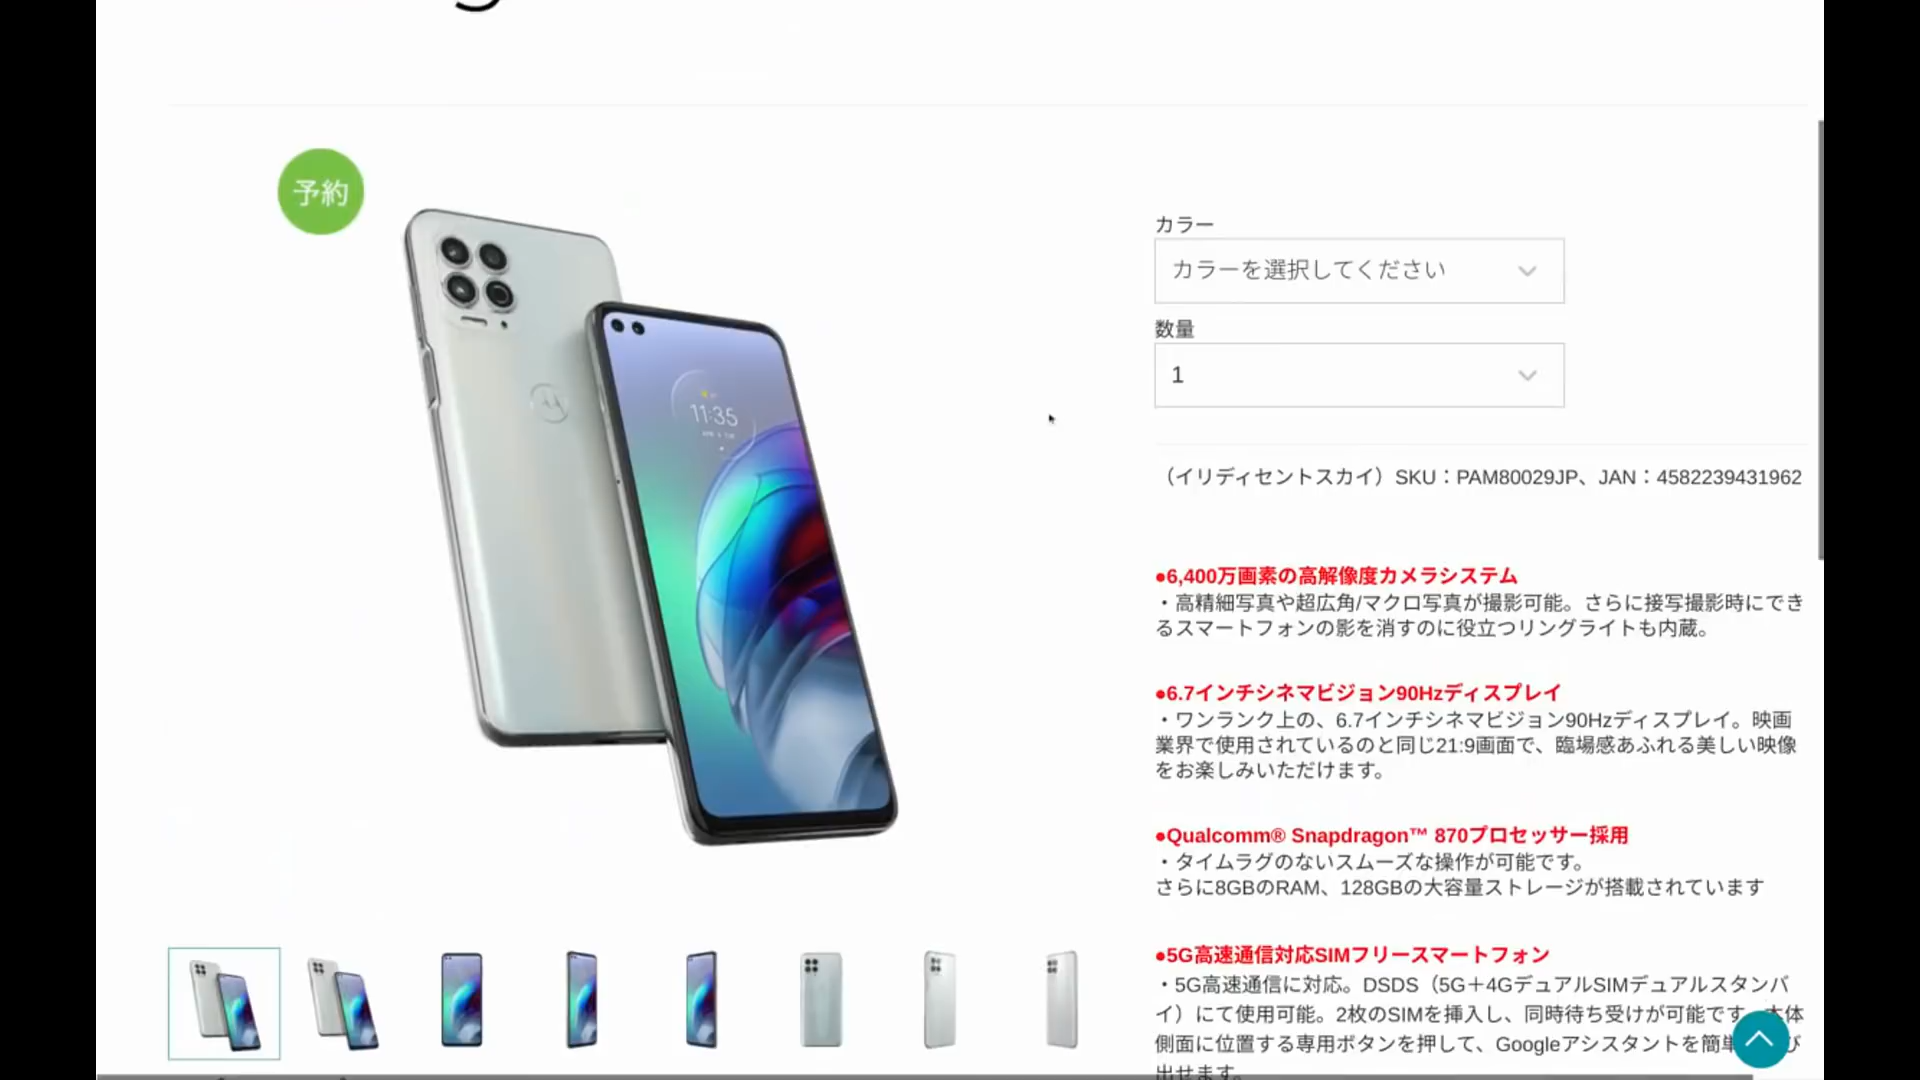 予約
11:35
カラー
カラーを選択してください
数量
1
（イリディセントスカイ）SKU：PAM80029JP、JAN：4582239431962
●6,400万画素の高解像度カメラシステム
・高精細写真や超広角/マクロ写真が撮影可能。さらに接写撮影時にでき
るスマートフォンの影を消すのに役立つリングライトも内蔵。
●6.7インチシネマビジョン90Hzディスプレイ
・ワンランク上の、6.7インチシネマビジョン90Hzディスプレイ。映画
業界で使用されているのと同じ21:9画面で、臨場感あふれる美しい映像
をお楽しみいただけます。
●Qualcomm® Snapdragon™ 870プロセッサー採用
・タイムラグのないスムーズな操作が可能です。
さらに8GBのRAM、128GBの大容量ストレージが搭載されています
●5G高速通信対応SIMフリースマートフォン
・5G高速通信に対応。DSDS（5G＋4GデュアルSIMデュアルスタンバ
イ）にて使用可能。2枚のSIMを挿入し、同時待ち受けが可能です。本体
側面に位置する専用ボタンを押して、Googleアシスタントを簡単 び
出せます。